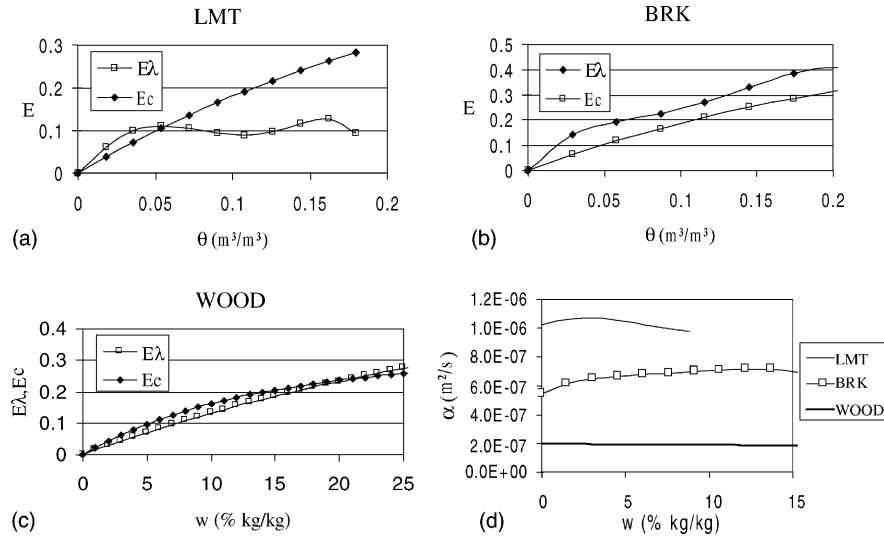 LMT
E
0.3
0.2
0.1
0
Eλ
Ec
0 0.05 0.1 0.15 0.2
θ (m³/m³)
(a)
BRK
E
0.5
0.4
0.3
0.2
0.1
0
Eλ
Ec
0 0.05 0.1 0.15 0.2
θ (m³/m³)
(b)
WOOD
Eλ,Ec
0.4
0.3
0.2
0.1
0
Eλ
Ec
0 5 10 15 20 25
w (% kg/kg)
(c)
α (m²/s)
1.2E-06
1.0E-06
8.0E-07
6.0E-07
4.0E-07
2.0E-07
0.0E+00
0 5 10 15
w (% kg/kg)
LMT
BRK
WOOD
(d)